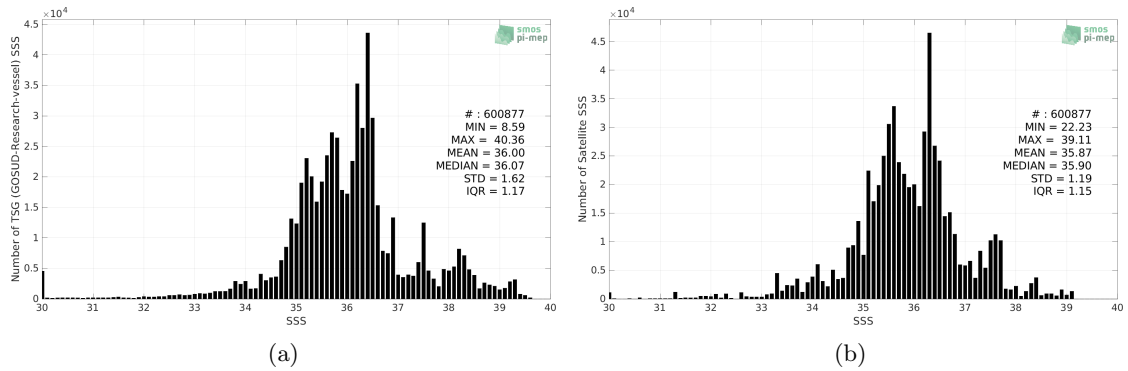 ×10⁴
4.5
4
3.5
3
2.5
2
1.5
1
0.5
0
30 31 32 33 34 35 36 37 38 39 40
SSS
Number of TSG (GOSUD-Research-vessel) SSS
smos
pi-mep
# : 600877
MIN = 8.59
MAX = 40.36
MEAN = 36.00
MEDIAN = 36.07
STD = 1.62
IQR = 1.17
(a)
×10⁴
4.5
4
3.5
3
2.5
2
1.5
1
0.5
0
30 31 32 33 34 35 36 37 38 39 40
SSS
Number of Satellite SSS
smos
pi-mep
# : 600877
MIN = 22.23
MAX = 39.11
MEAN = 35.87
MEDIAN = 35.90
STD = 1.19
IQR = 1.15
(b)